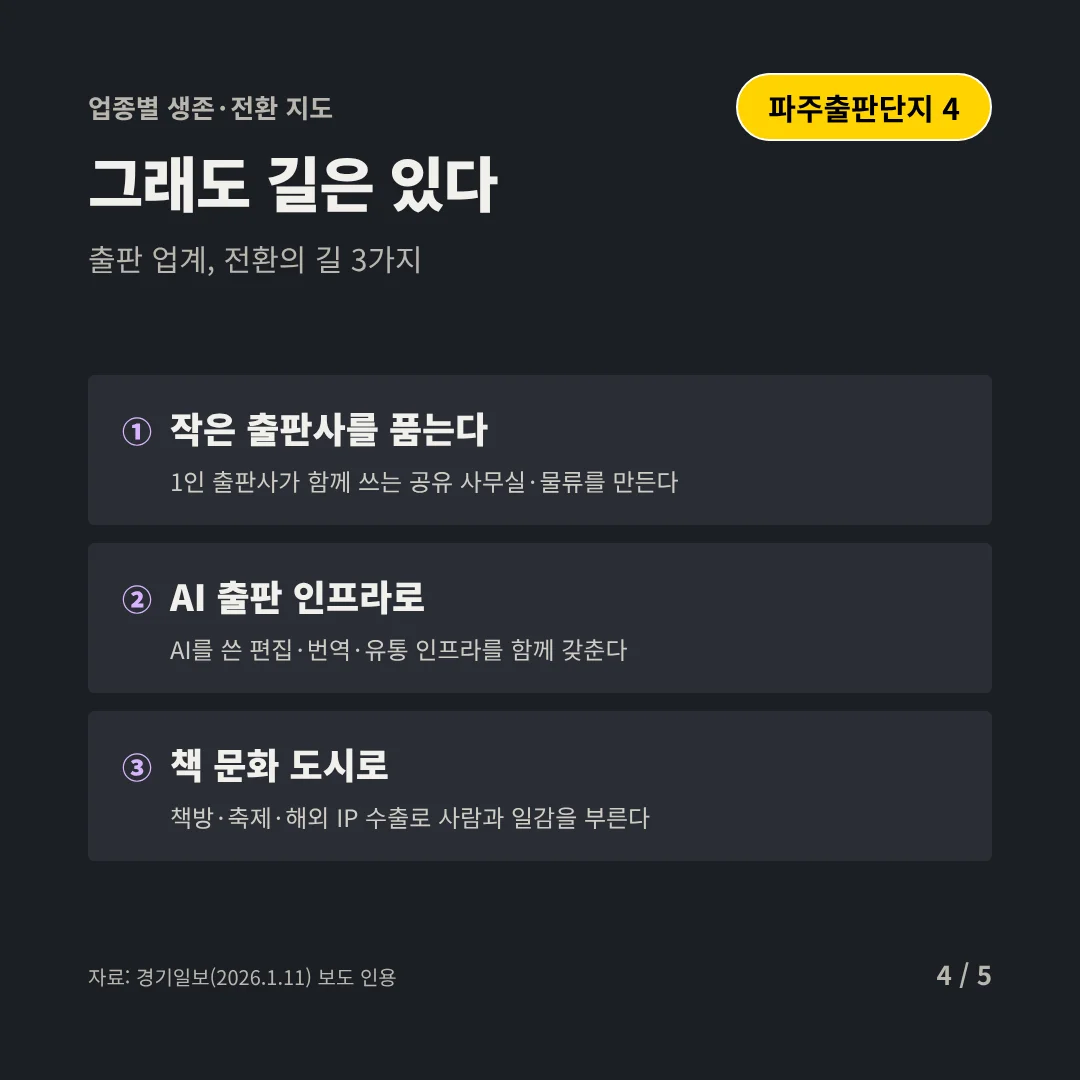 업종별 생존·전환 지도
파주출판단지 4
그래도 길은 있다
출판 업계, 전환의 길 3가지
① 작은 출판사를 품는다
1인 출판사가 함께 쓰는 공유 사무실·물류를 만든다
② AI 출판 인프라로
AI를 쓴 편집·번역·유통 인프라를 함께 갖춘다
③ 책 문화 도시로
책방·축제·해외 IP 수출로 사람과 일감을 부른다
자료: 경기일보(2026.1.11) 보도 인용
4 / 5